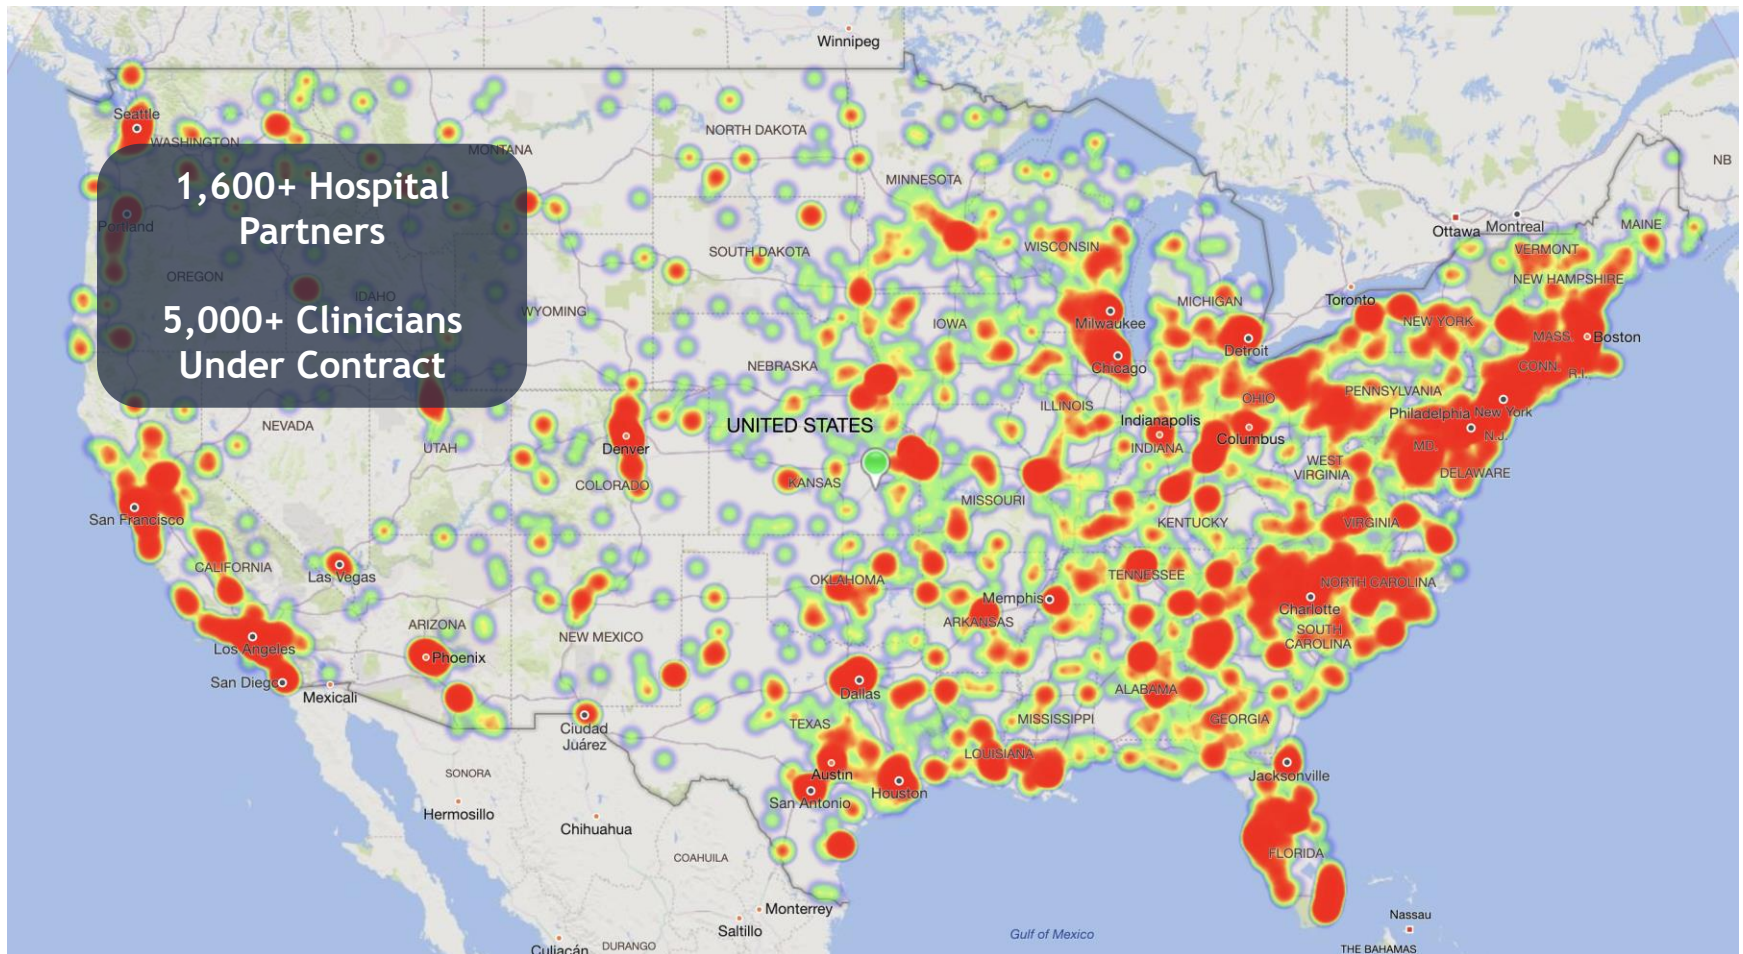 Winnipeg
Seattle
WASHINGTON
MONTANA
NORTH DAKOTA
MINNESOTA
NB
1,600+ Hospital
Partners
5,000+ Clinicians
Under Contract
Portland
OREGON
IDAHO
SOUTH DAKOTA
WISCONSIN
Ottawa
Montreal
MAINE
VERMONT
NEW HAMPSHIRE
WYOMING
IOWA
MICHIGAN
Toronto
NEW YORK
Milwaukee
Detroit
MASS.
Boston
NEBRASKA
Chicago
CONN.
R.I.
ILLINOIS
OHIO
PENNSYLVANIA
NEVADA
UTAH
UNITED STATES
Indianapolis
Columbus
Philadelphia
New York
Denver
COLORADO
KANSAS
MISSOURI
INDIANA
WEST
VIRGINIA
MD.
N.J.
DELAWARE
San Francisco
KENTUCKY
VIRGINIA
CALIFORNIA
Las Vegas
OKLAHOMA
TENNESSEE
NORTH CAROLINA
Memphis
Charlotte
ARIZONA
NEW MEXICO
ARKANSAS
SOUTH
CAROLINA
Los Angeles
Phoenix
San Diego
Mexicali
Dallas
ALABAMA
Ciudad
Juárez
TEXAS
MISSISSIPPI
GEORGIA
SONORA
Austin
LOUISIANA
Jacksonville
San Antonio
Houston
Hermosillo
Chihuahua
COAHUILA
FLORIDA
Monterrey
Saltillo
Gulf of Mexico
Nassau
Culiacán
DURANGO
THE BAHAMAS